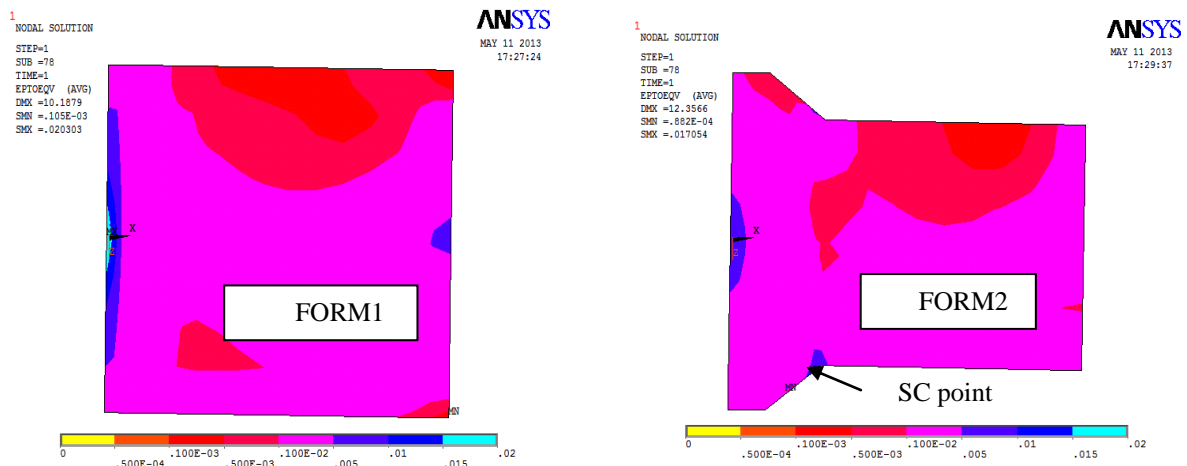 1
NODAL SOLUTION
STEP=1
SUB =78
TIME=1
EPTOEQV (AVG)
DMX =10.1879
SMN =.105E-03
SMX =.020303
ANSYS
MAY 11 2013
17:27:24
X
FORM1
MN
0
.500E-04
.100E-03
.500E-03
.100E-02
.005
.01
.015
.02
1
NODAL SOLUTION
STEP=1
SUB =78
TIME=1
EPTOEQV (AVG)
DMX =12.3566
SMN =.882E-04
SMX =.017054
ANSYS
MAY 11 2013
17:29:37
X
FORM2
MN
SC point
0
.500E-04
.100E-03
.500E-03
.100E-02
.005
.01
.015
.02